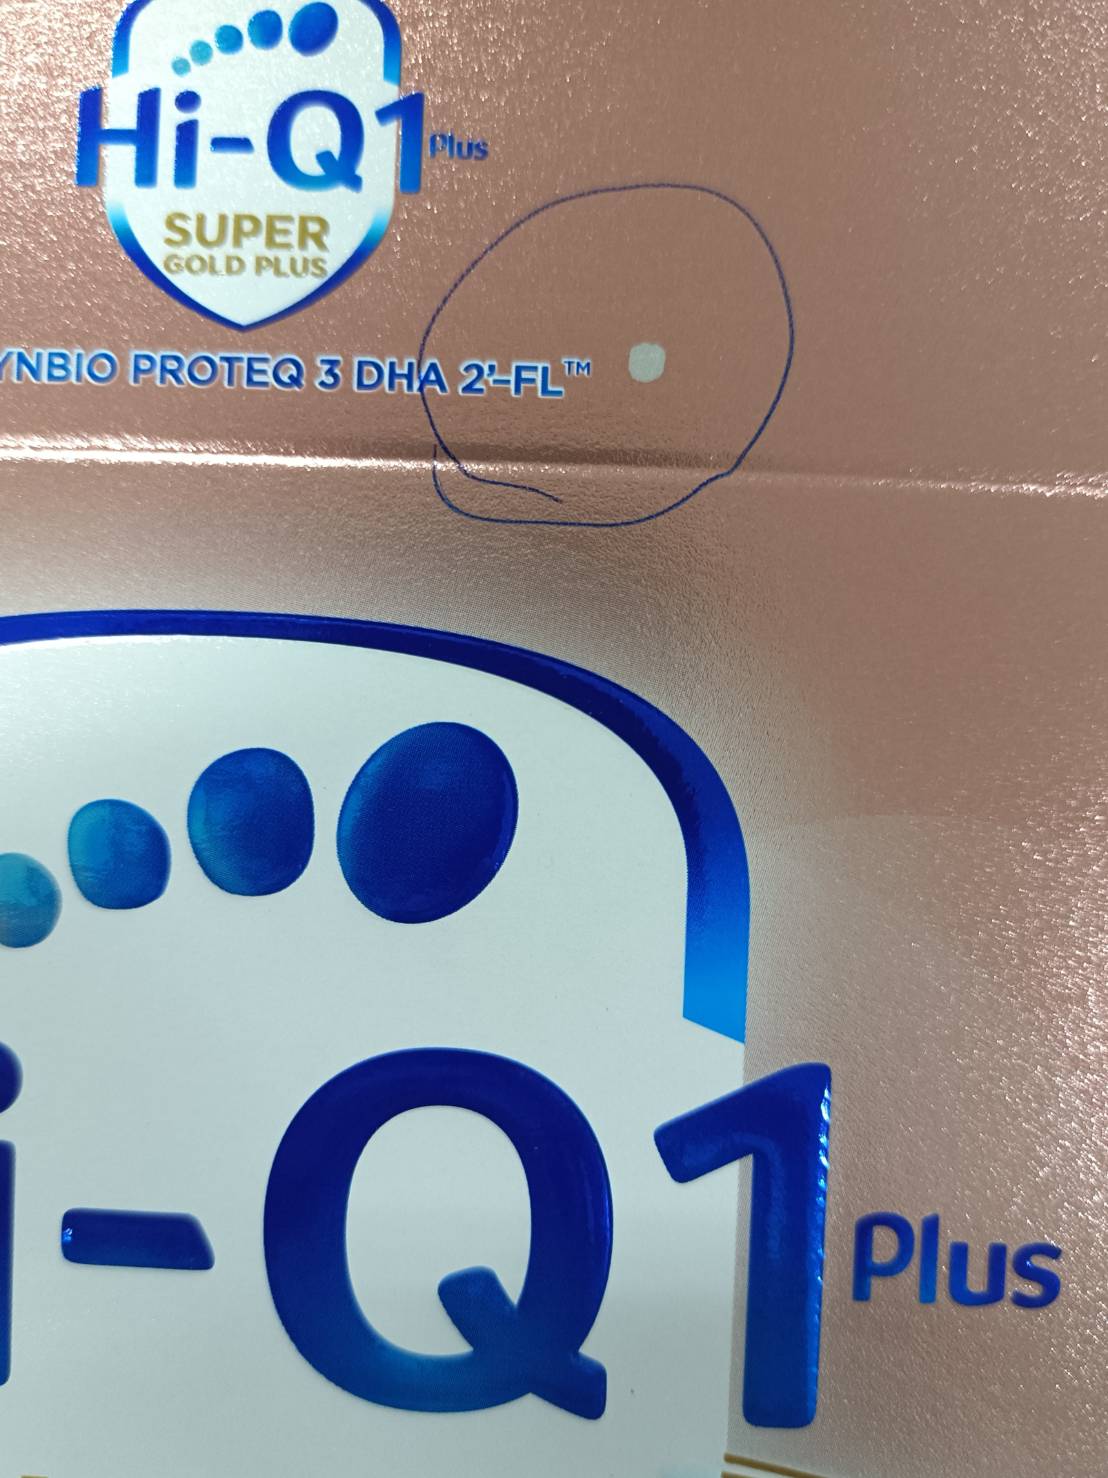 Hi-Q1 Plus
SUPER
GOLD PLUS
YNBIO PROTEQ 3 DHA 2'-FL™
i-Q1 Plus